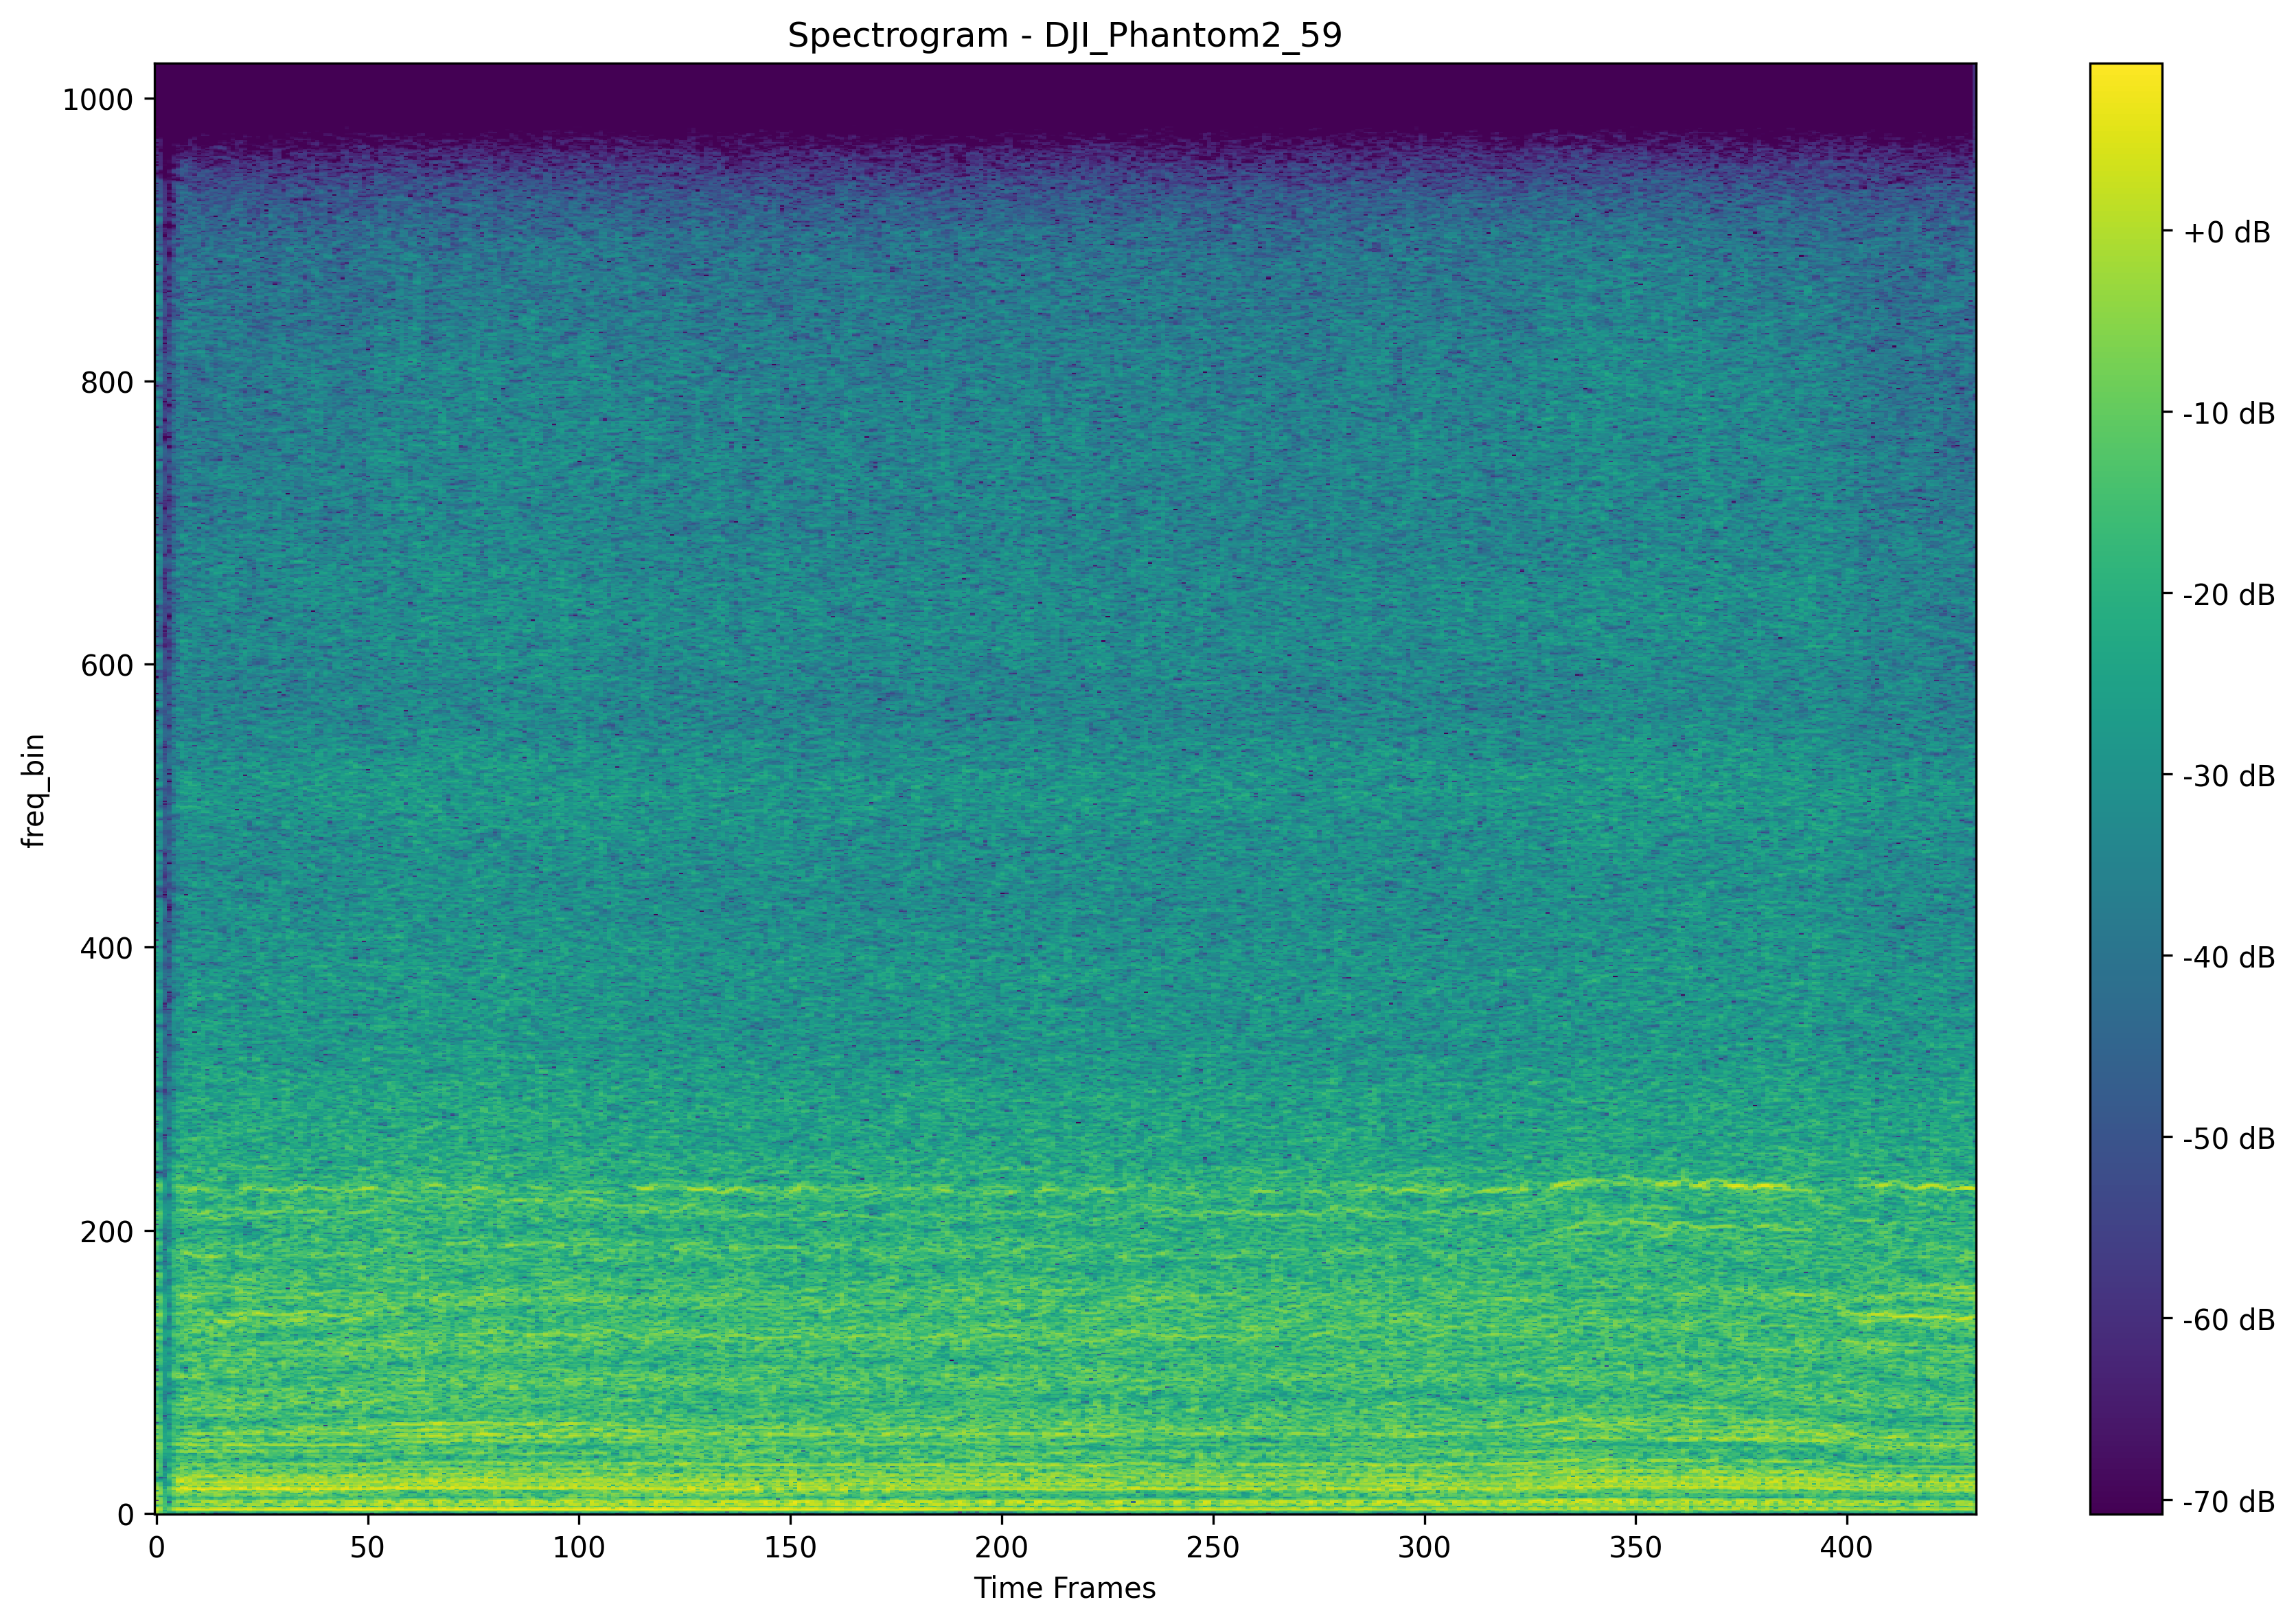 Spectrogram - DJI_Phantom2_59
1000
800
600
400
200
0
freq_bin
0 50 100 150 200 250 300 350 400
Time Frames
+0 dB
-10 dB
-20 dB
-30 dB
-40 dB
-50 dB
-60 dB
-70 dB